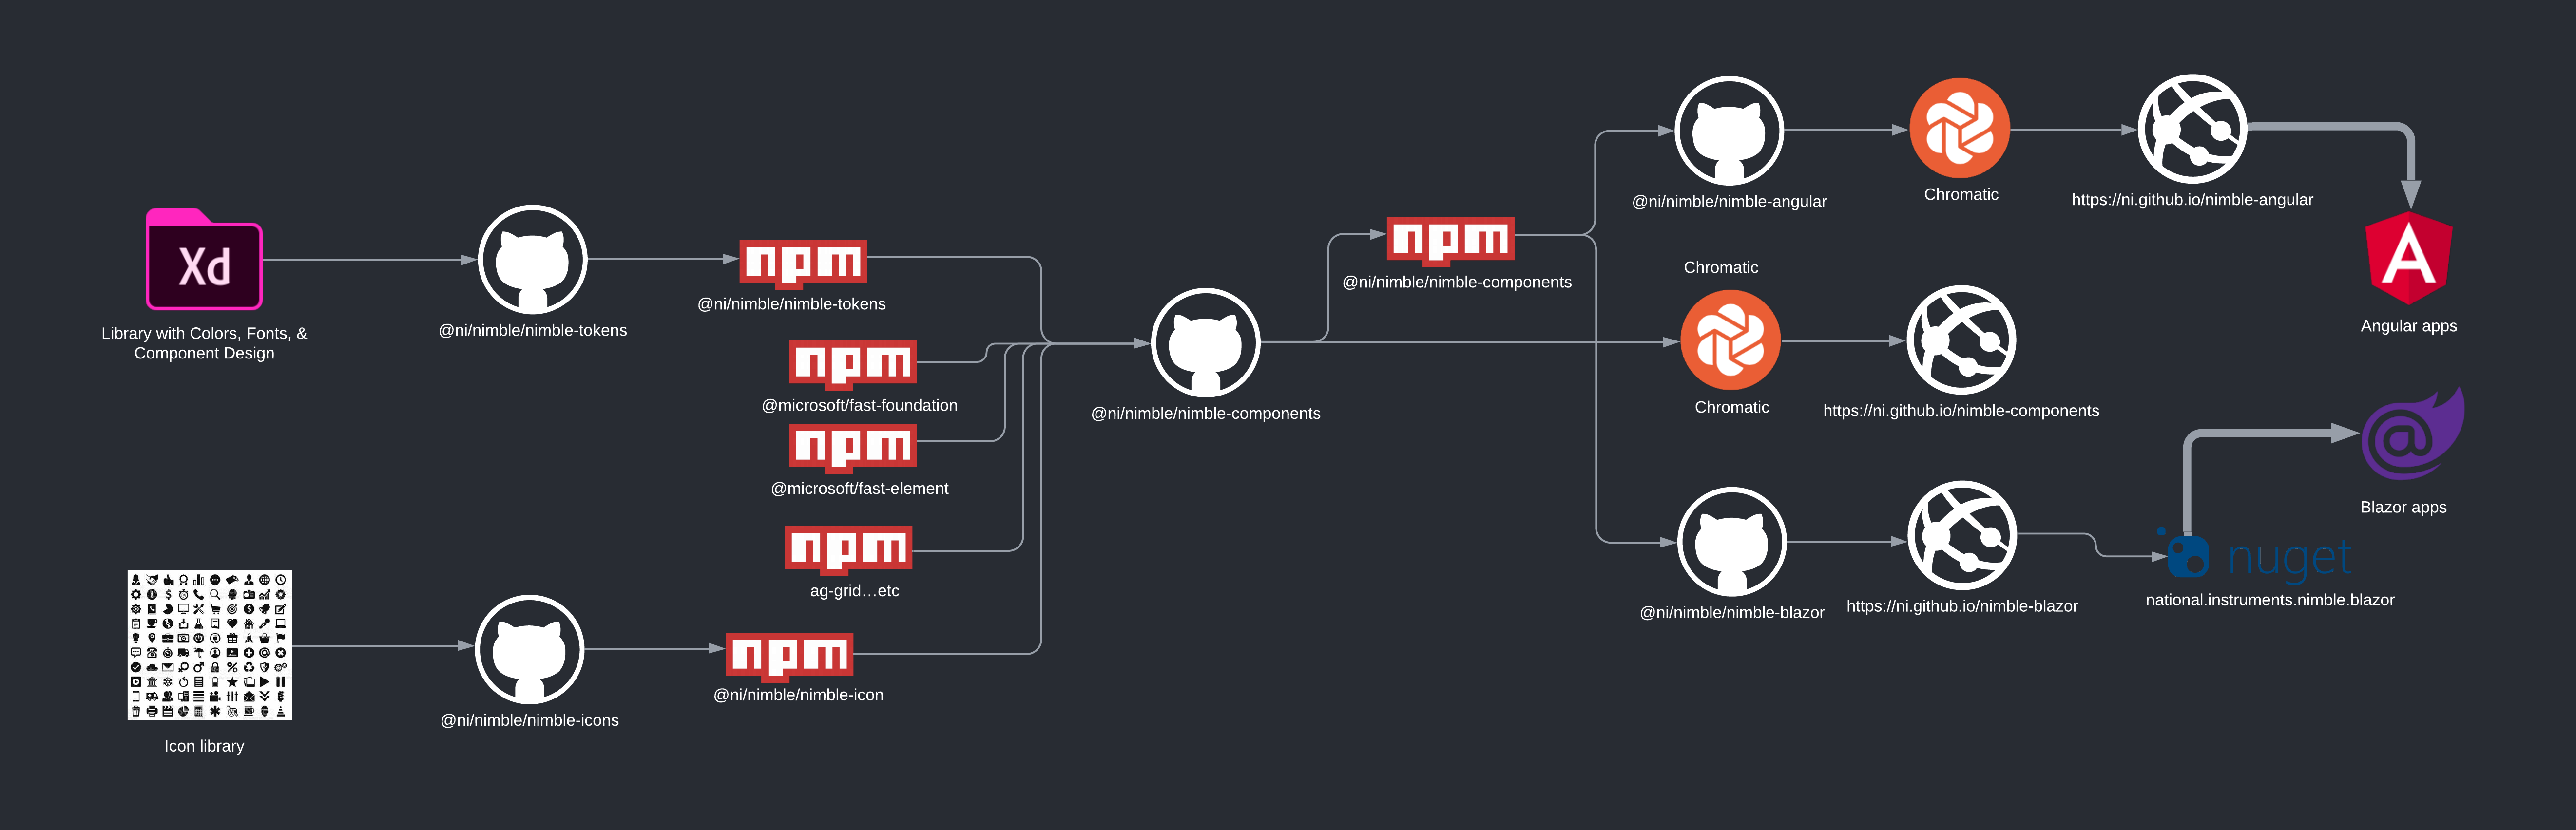 Xd
Library with Colors, Fonts, &
Component Design
@ni/nimble/nimble-tokens
npm
@ni/nimble/nimble-tokens
npm
@microsoft/fast-foundation
npm
@microsoft/fast-element
npm
ag-grid...etc
Icon library
@ni/nimble/nimble-icons
npm
@ni/nimble/nimble-icon
@ni/nimble/nimble-components
npm
@ni/nimble/nimble-components
@ni/nimble/nimble-angular
Chromatic
https://ni.github.io/nimble-angular
A
Angular apps
Chromatic
Chromatic
https://ni.github.io/nimble-components
@ni/nimble/nimble-blazor
https://ni.github.io/nimble-blazor
nuget
national.instruments.nimble.blazor
@
Blazor apps